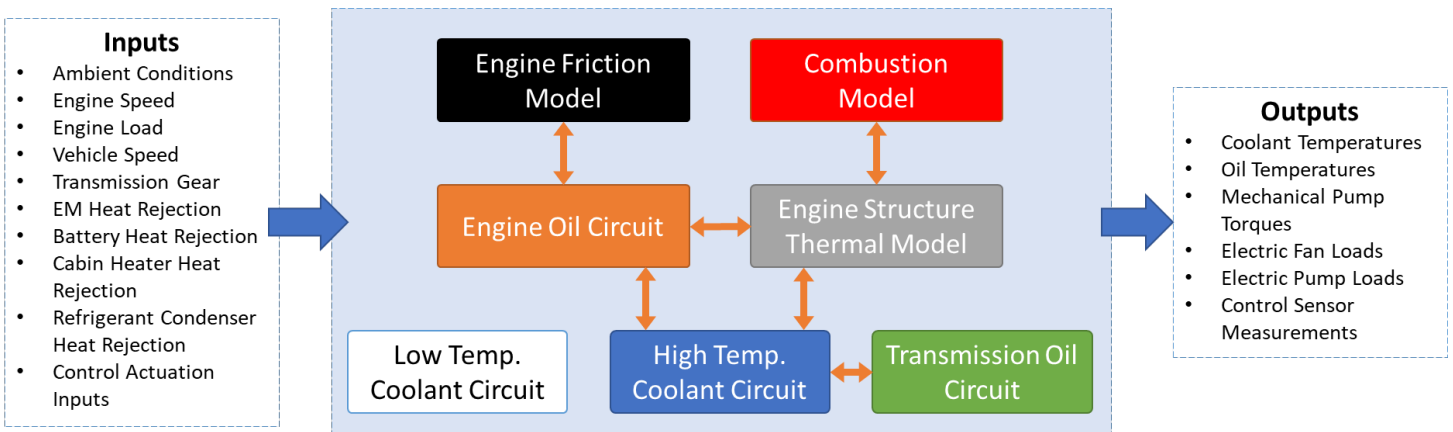 Inputs
• Ambient Conditions
• Engine Speed
• Engine Load
• Vehicle Speed
• Transmission Gear
• EM Heat Rejection
• Battery Heat Rejection
• Cabin Heater Heat
Rejection
• Refrigerant Condenser
Heat Rejection
• Control Actuation
Inputs
Engine Friction
Model
Combustion
Model
Engine Oil Circuit
Engine Structure
Thermal Model
Low Temp.
Coolant Circuit
High Temp.
Coolant Circuit
Transmission Oil
Circuit
Outputs
• Coolant Temperatures
• Oil Temperatures
• Mechanical Pump
Torques
• Electric Fan Loads
• Electric Pump Loads
• Control Sensor
Measurements